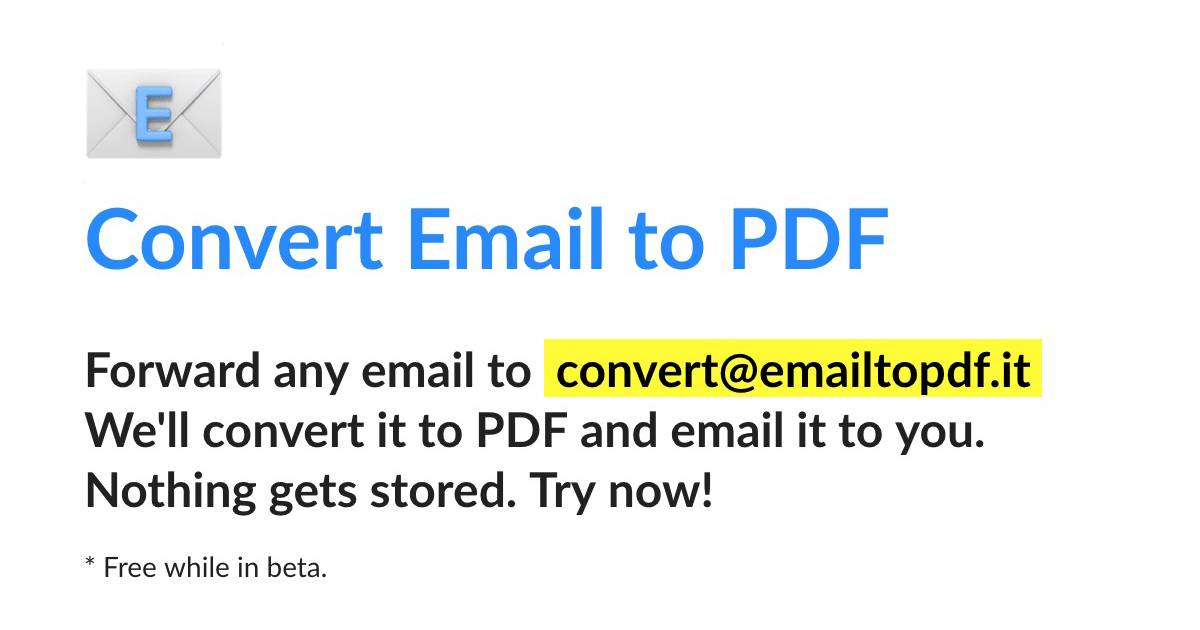 E
Convert Email to PDF
Forward any email to convert@emailtopdf.it
We'll convert it to PDF and email it to you.
Nothing gets stored. Try now!
* Free while in beta.